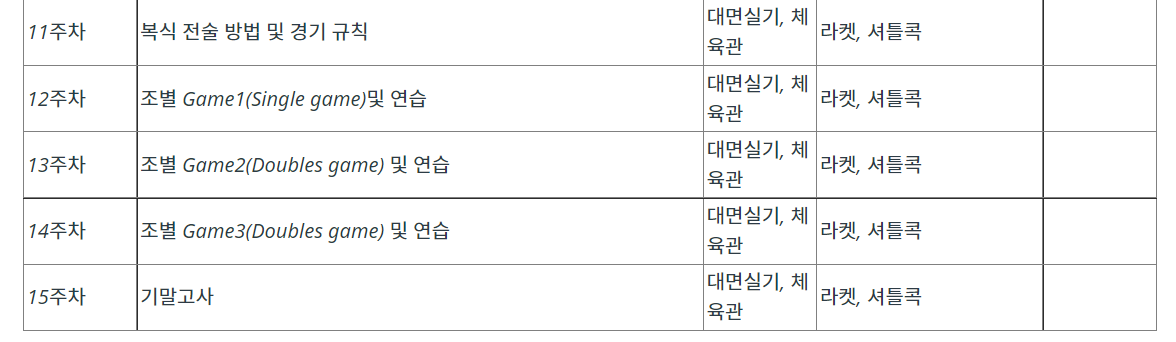 11주차 복식 전술 방법 및 경기 규칙 대면실기, 체육관 라켓, 셔틀콕
12주차 조별 Game1(Single game)및 연습 대면실기, 체육관 라켓, 셔틀콕
13주차 조별 Game2(Doubles game) 및 연습 대면실기, 체육관 라켓, 셔틀콕
14주차 조별 Game3(Doubles game) 및 연습 대면실기, 체육관 라켓, 셔틀콕
15주차 기말고사 대면실기, 체육관 라켓, 셔틀콕